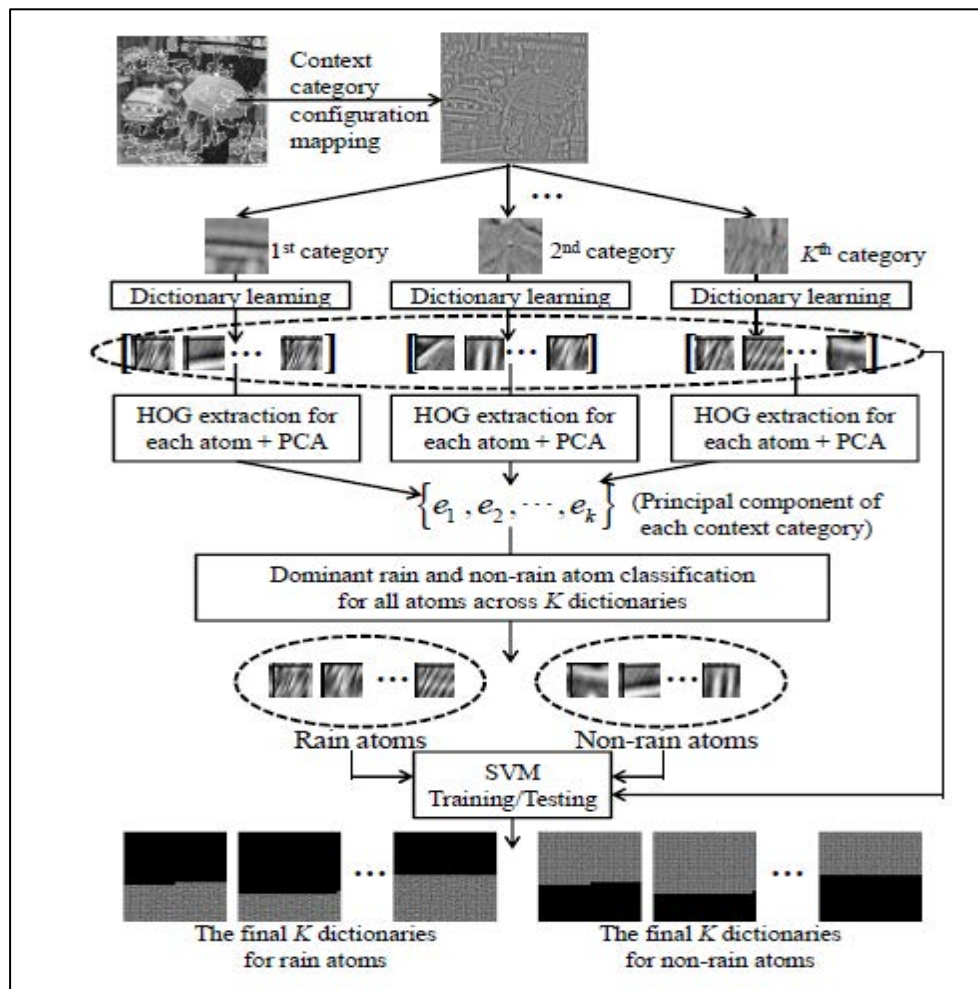 Context
category
configuration
mapping
...
1st category
2nd category
Kth category
Dictionary learning
Dictionary learning
Dictionary learning
[ ... ]
[ ... ]
[ ... ]
HOG extraction for
each atom + PCA
HOG extraction for
each atom + PCA
HOG extraction for
each atom + PCA
{e1 , e2 , ..., ek}
(Principal component of
each context category)
Dominant rain and non-rain atom classification
for all atoms across K dictionaries
...
...
Rain atoms
Non-rain atoms
SVM
Training/Testing
...
...
The final K dictionaries
for rain atoms
The final K dictionaries
for non-rain atoms